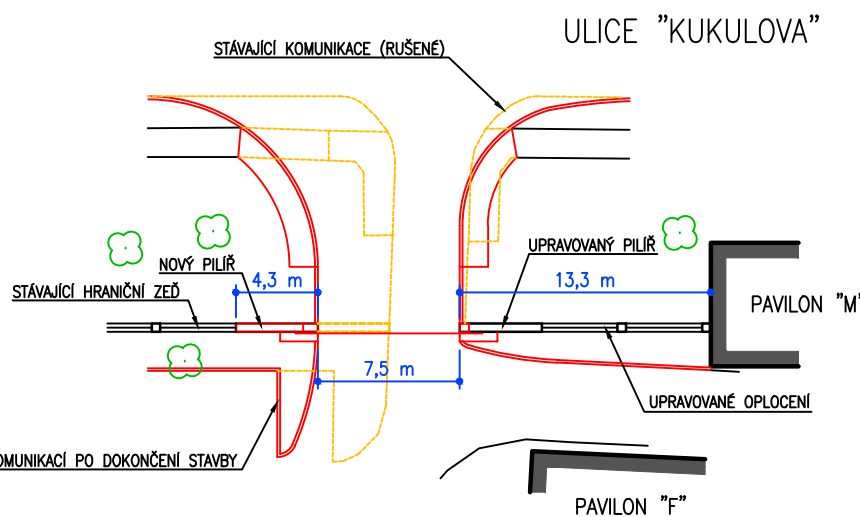 ULICE "KUKULOVA"
STÁVAJÍCÍ KOMUNIKACE (RUŠENÉ)
NOVÝ PILÍŘ
UPRAVOVANÝ PILÍŘ
4,3 m
13,3 m
STÁVAJÍCÍ HRANIČNÍ ZEĎ
PAVILON "M"
7,5 m
UPRAVOVANÉ OPLOCENÍ
OMUNIKACÍ PO DOKONČENÍ STAVBY
PAVILON "F"